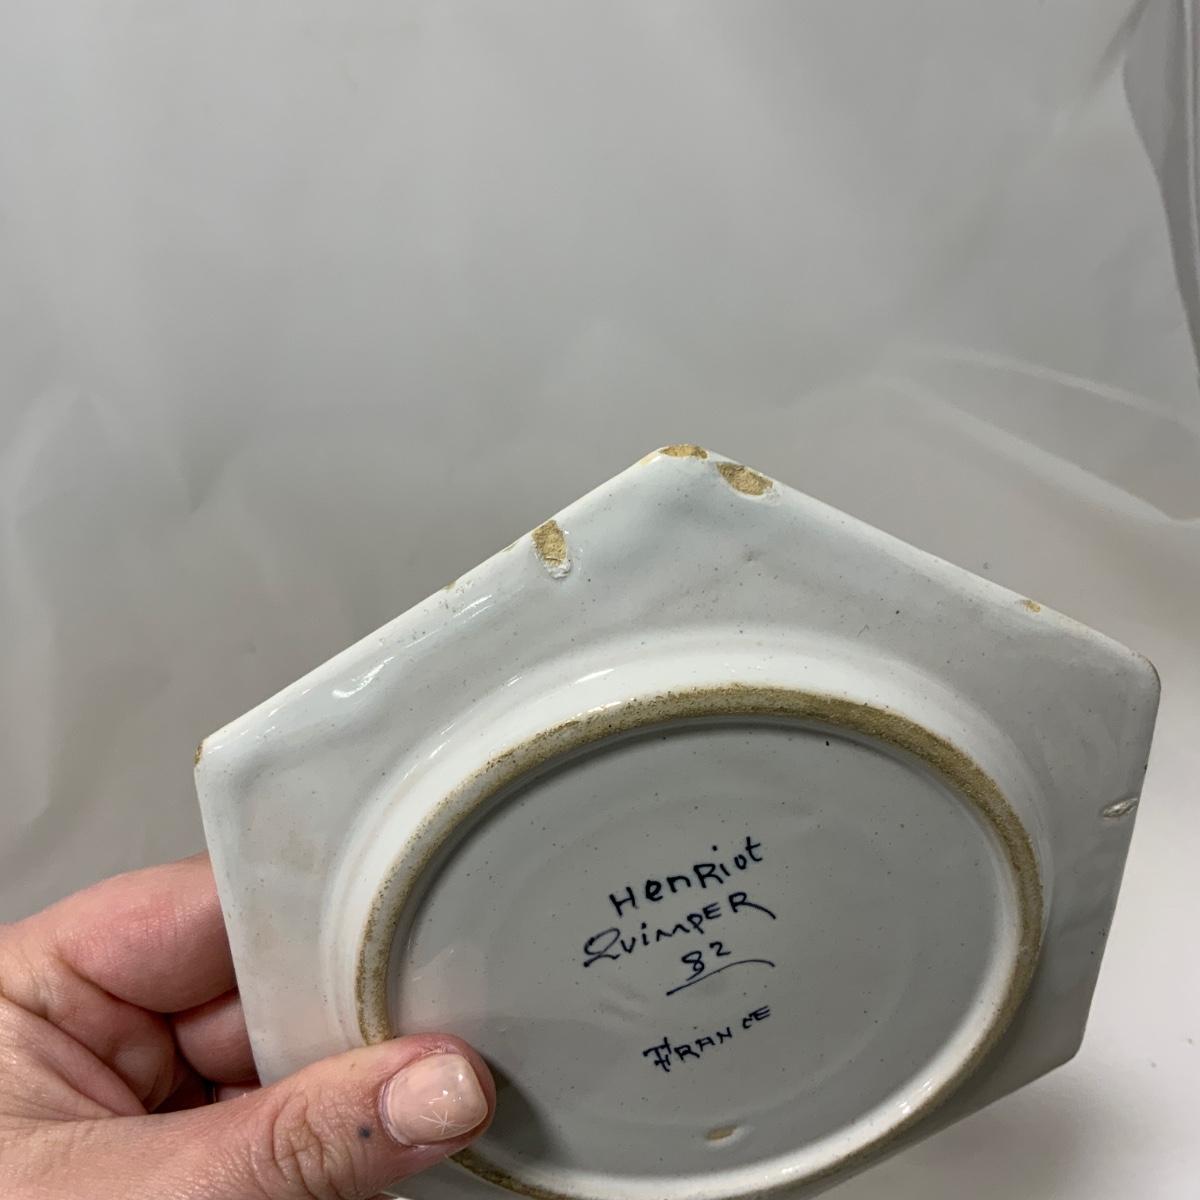 HenRiot
QuimPER
82
FRANCE